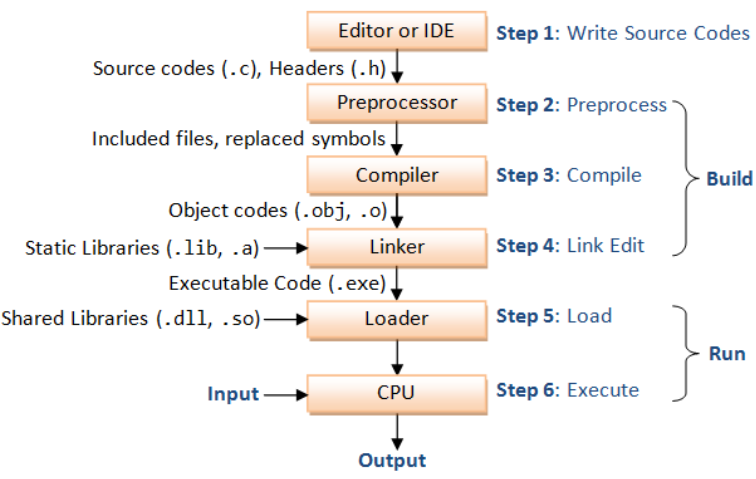 Editor or IDE
Step 1: Write Source Codes
Source codes (.c), Headers (.h)
Preprocessor
Step 2: Preprocess
Included files, replaced symbols
Compiler
Step 3: Compile
Build
Object codes (.obj, .o)
Static Libraries (.lib, .a)
Linker
Step 4: Link Edit
Executable Code (.exe)
Shared Libraries (.dll, .so)
Loader
Step 5: Load
Run
Input
CPU
Step 6: Execute
Output